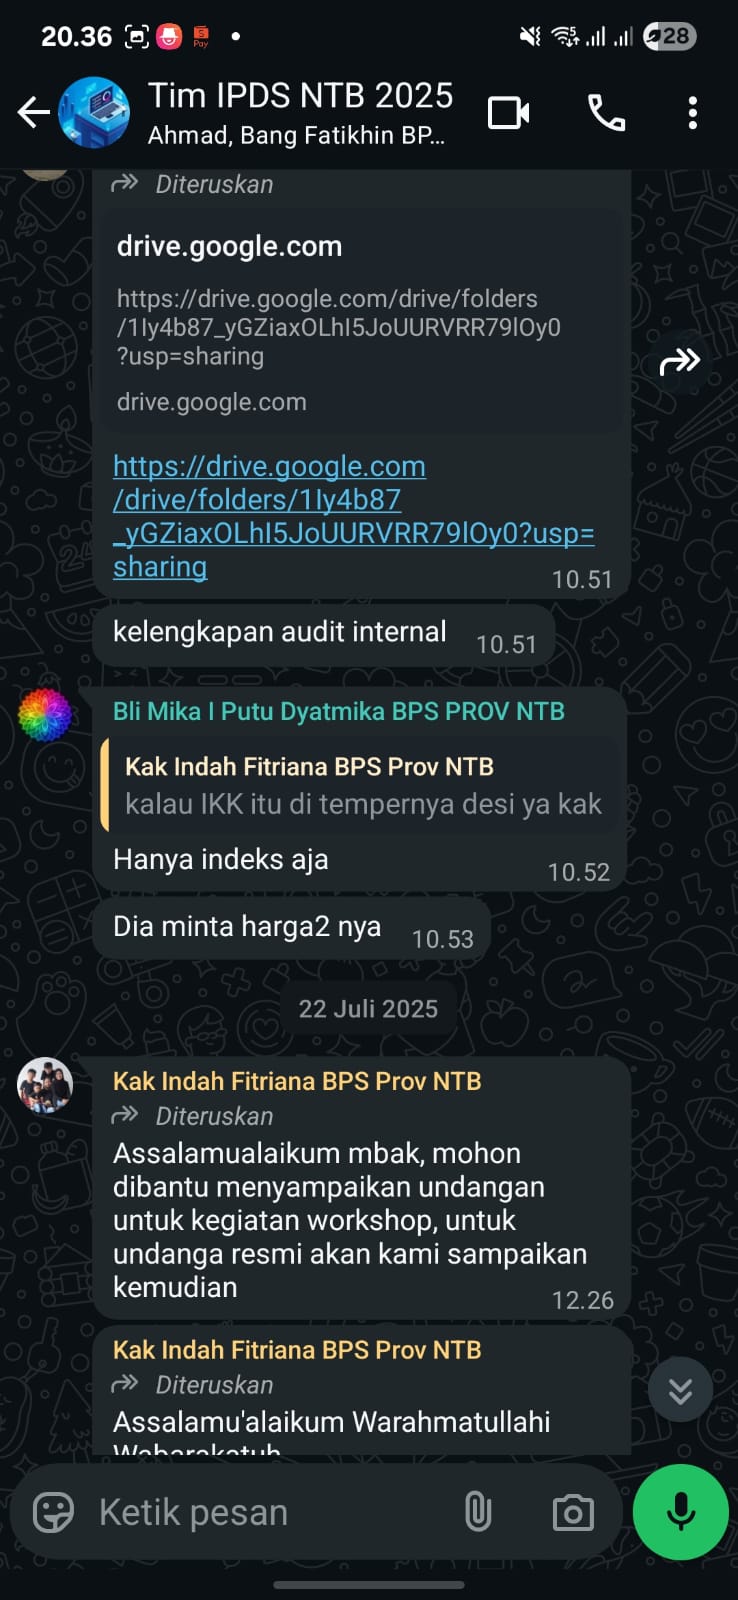 20.36
S
Pay
28
Tim IPDS NTB 2025
Ahmad, Bang Fatikhin BP...
Diteruskan
drive.google.com
https://drive.google.com/drive/folders
/1Iy4b87_yGZiaxOLhI5JoUURVRR79lOy0
?usp=sharing
drive.google.com
https://drive.google.com
/drive/folders/1Iy4b87
_yGZiaxOLhI5JoUURVRR79lOy0?usp=
sharing
10.51
kelengkapan audit internal
10.51
Bli Mika I Putu Dyatmika BPS PROV NTB
Kak Indah Fitriana BPS Prov NTB
kalau IKK itu di tempernya desi ya kak
Hanya indeks aja
10.52
Dia minta harga2 nya
10.53
22 Juli 2025
Kak Indah Fitriana BPS Prov NTB
Diteruskan
Assalamualaikum mbak, mohon
dibantu menyampaikan undangan
untuk kegiatan workshop, untuk
undanga resmi akan kami sampaikan
kemudian
12.26
Kak Indah Fitriana BPS Prov NTB
Diteruskan
Assalamu'alaikum Warahmatullahi
Wabarakatuh
Ketik pesan